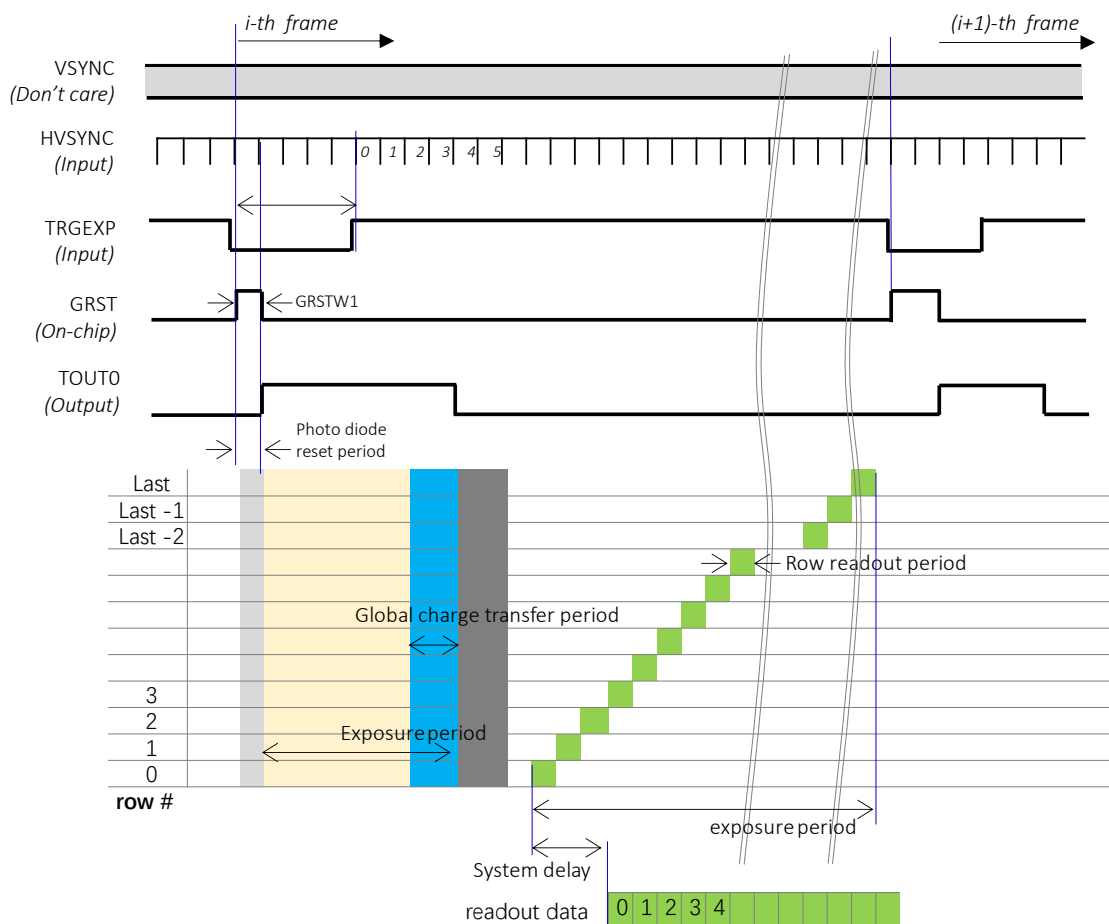 i-th frame
(i+1)-th frame
VSYNC
(Don't care)
HVSYNC
(Input)
0 1 2 3 4 5
TRGEXP
(Input)
GRST
(On-chip)
GRSTW1
TOUT0
(Output)
Photo diode
reset period
Last
Last -1
Last -2
Row readout period
Global charge transfer period
3
2
Exposure period
1
0
row #
exposure period
System delay
readout data
0 1 2 3 4